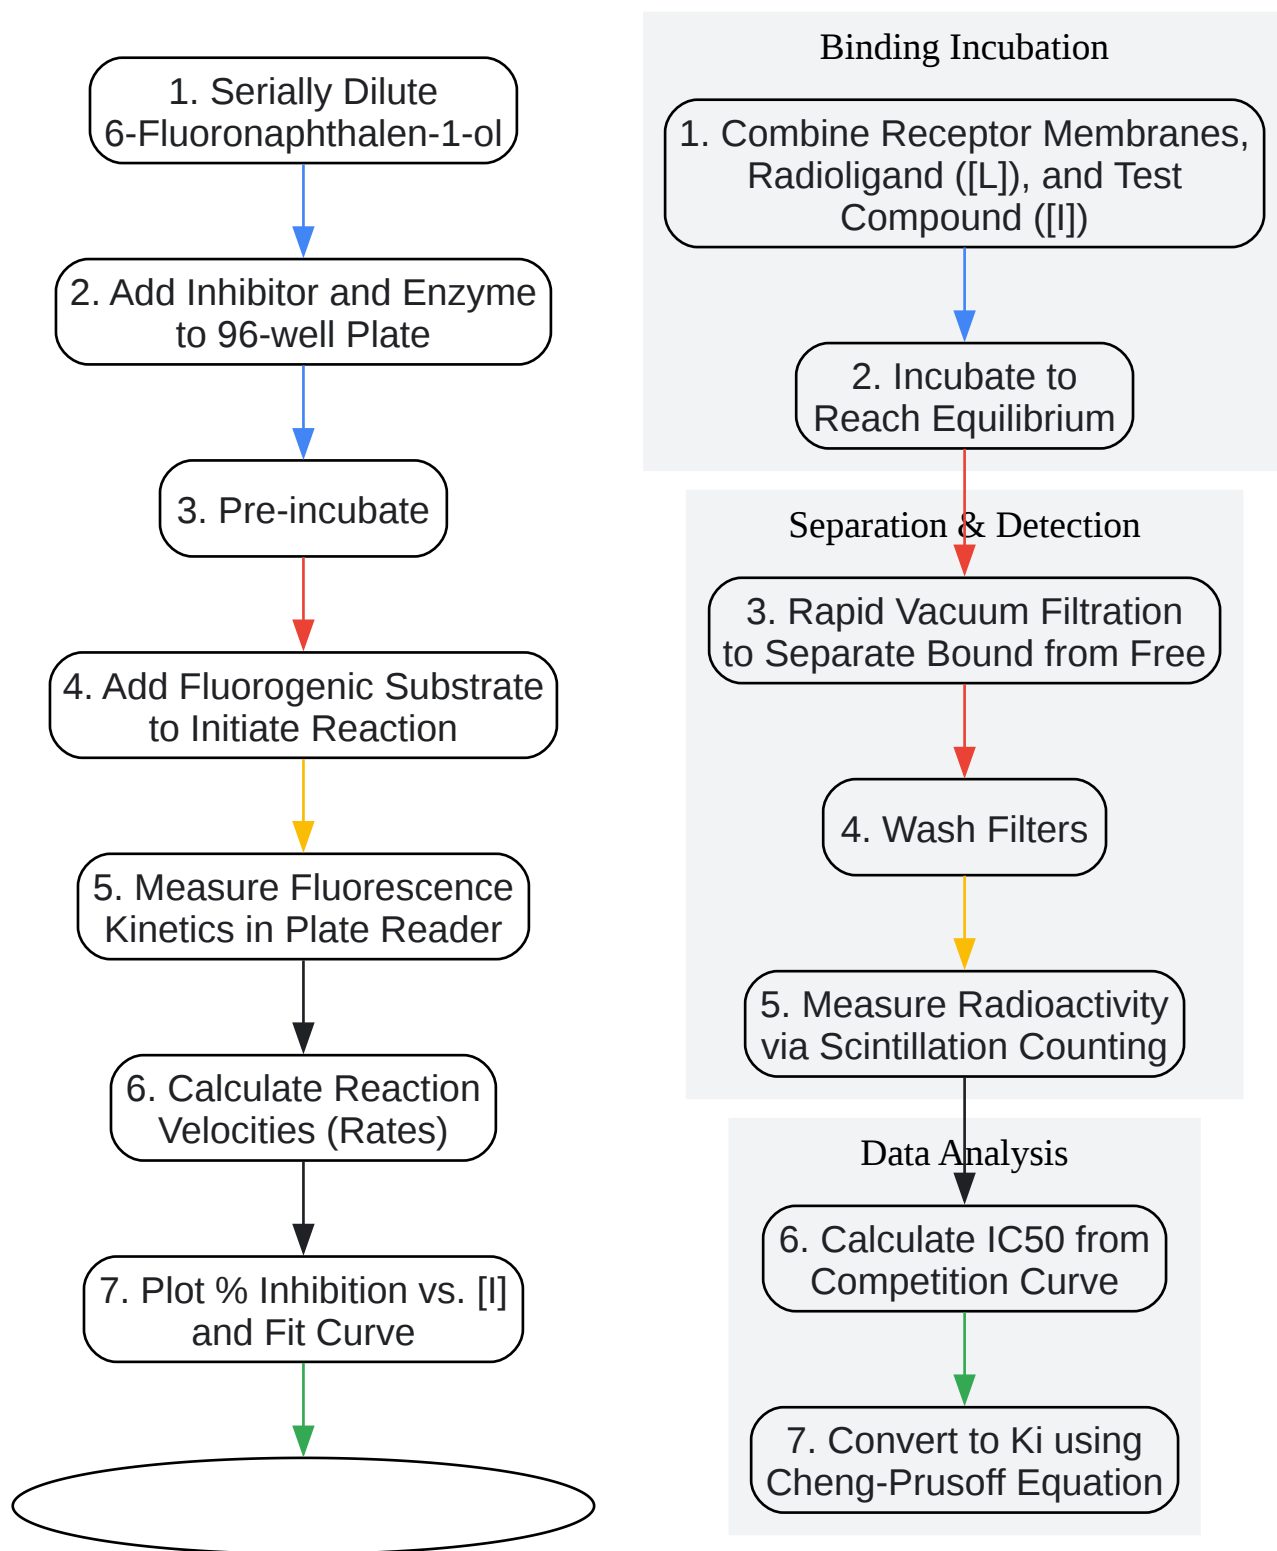 1. Serially Dilute
6-Fluoronaphthalen-1-ol
2. Add Inhibitor and Enzyme
to 96-well Plate
3. Pre-incubate
4. Add Fluorogenic Substrate
to Initiate Reaction
5. Measure Fluorescence
Kinetics in Plate Reader
6. Calculate Reaction
Velocities (Rates)
7. Plot % Inhibition vs. [I]
and Fit Curve
Binding Incubation
1. Combine Receptor Membranes,
Radioligand ([L]), and Test
Compound ([I])
2. Incubate to
Reach Equilibrium
Separation & Detection
3. Rapid Vacuum Filtration
to Separate Bound from Free
4. Wash Filters
5. Measure Radioactivity
via Scintillation Counting
Data Analysis
6. Calculate IC50 from
Competition Curve
7. Convert to Ki using
Cheng-Prusoff Equation